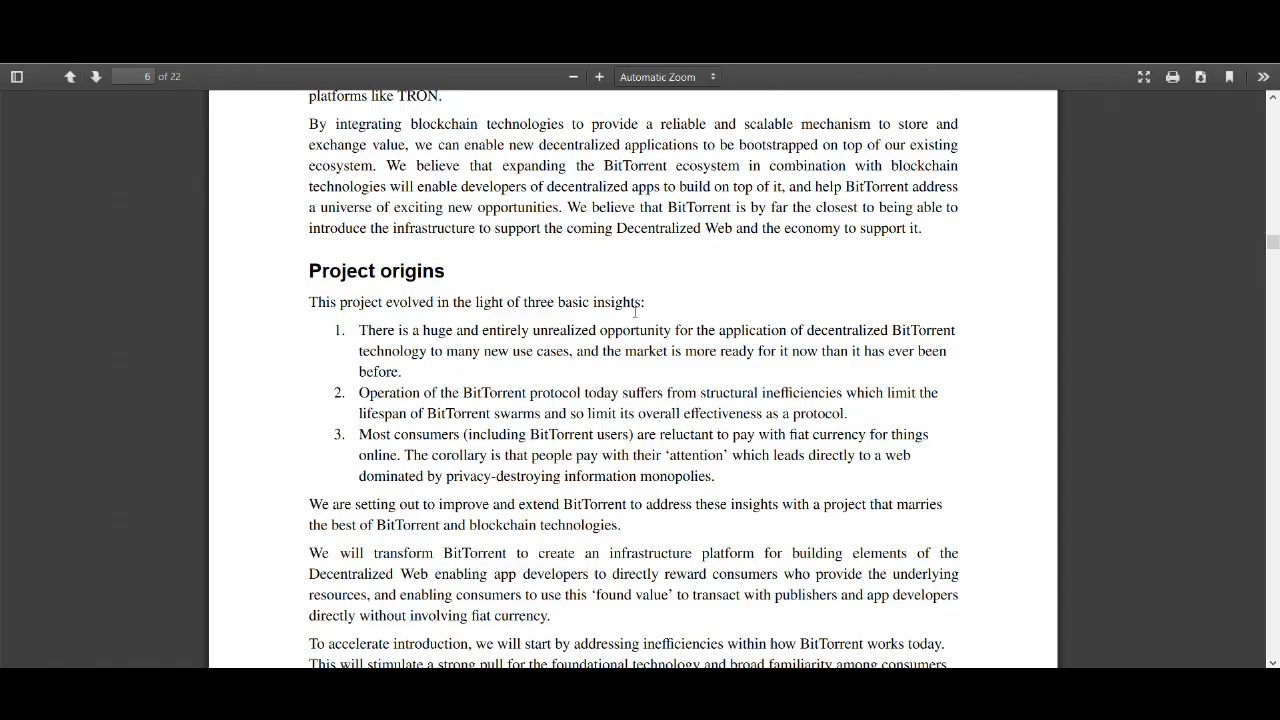 6 of 22
Automatic Zoom
platforms like TRON.
By integrating blockchain technologies to provide a reliable and scalable mechanism to store and
exchange value, we can enable new decentralized applications to be bootstrapped on top of our existing
ecosystem. We believe that expanding the BitTorrent ecosystem in combination with blockchain
technologies will enable developers of decentralized apps to build on top of it, and help BitTorrent address
a universe of exciting new opportunities. We believe that BitTorrent is by far the closest to being able to
introduce the infrastructure to support the coming Decentralized Web and the economy to support it.
Project origins
This project evolved in the light of three basic insights:
1. There is a huge and entirely unrealized opportunity for the application of decentralized BitTorrent
technology to many new use cases, and the market is more ready for it now than it has ever been
before.
2. Operation of the BitTorrent protocol today suffers from structural inefficiencies which limit the
lifespan of BitTorrent swarms and so limit its overall effectiveness as a protocol.
3. Most consumers (including BitTorrent users) are reluctant to pay with fiat currency for things
online. The corollary is that people pay with their ‘attention’ which leads directly to a web
dominated by privacy-destroying information monopolies.
We are setting out to improve and extend BitTorrent to address these insights with a project that marries
the best of BitTorrent and blockchain technologies.
We will transform BitTorrent to create an infrastructure platform for building elements of the
Decentralized Web enabling app developers to directly reward consumers who provide the underlying
resources, and enabling consumers to use this ‘found value’ to transact with publishers and app developers
directly without involving fiat currency.
To accelerate introduction, we will start by addressing inefficiencies within how BitTorrent works today.
This will stimulate a strong pull for the foundational technology and broad familiarity among consumers